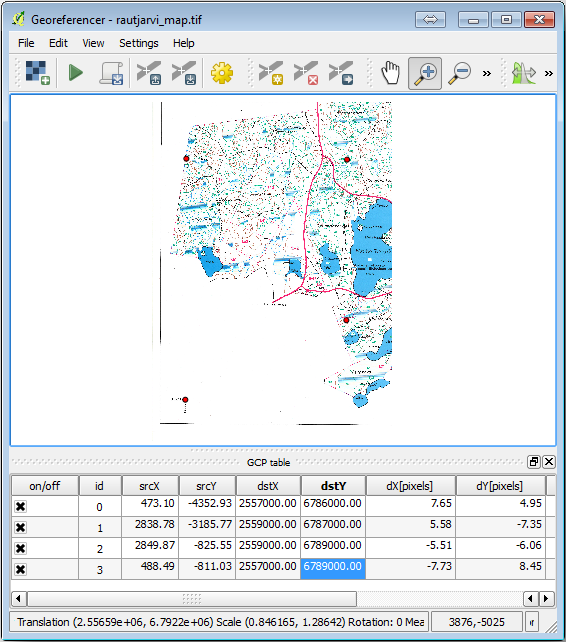 Georeferencer - rautjarvi_map.tif
File Edit View Settings Help
GCP table
on/off id srcX srcY dstX dstY dX[pixels] dY[pixels]
0 473.10 -4352.93 2557000.00 6786000.00 7.65 4.95
1 2838.78 -3185.77 2559000.00 6787000.00 5.58 -7.35
2 2849.87 -825.55 2559000.00 6789000.00 -5.51 -6.06
3 488.49 -811.03 2557000.00 6789000.00 -7.73 8.45
Translation (2.55659e+06, 6.7922e+06) Scale (0.846165, 1.28642) Rotation: 0 Mea 3876,-5025